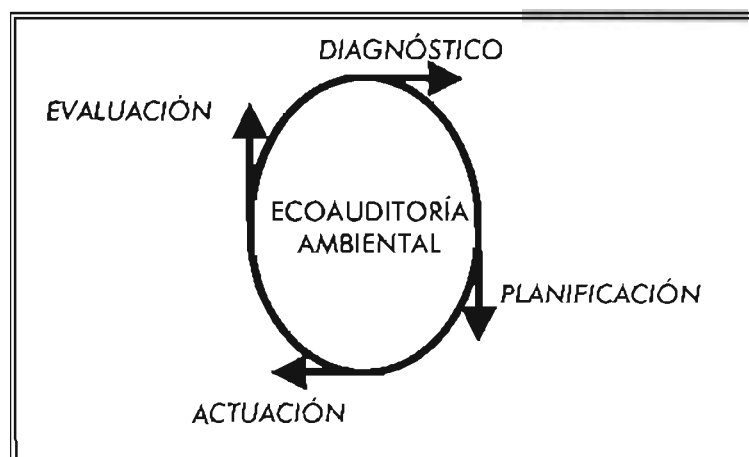 DIAGNÓSTICO
EVALUACIÓN
ECOAUDITORÍA
AMBIENTAL
PLANIFICACIÓN
ACTUACIÓN